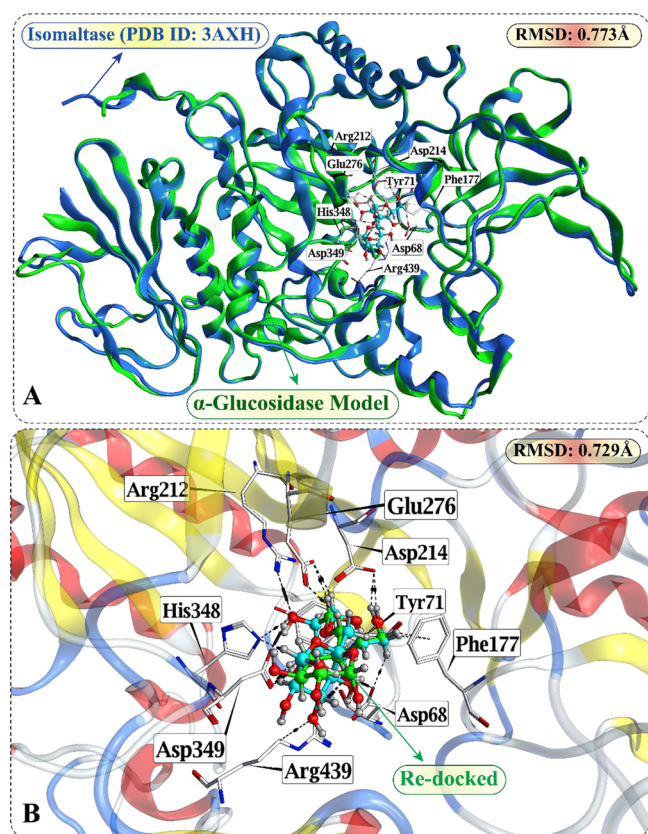 Isomaltase (PDB ID: 3AXH)
RMSD: 0.773Å
Arg212
Asp214
Glu276
Tyr71
Phe177
His348
Asp349
Asp68
Arg439
α-Glucosidase Model
A
RMSD: 0.729Å
Arg212
Glu276
Asp214
His348
Tyr71
Phe177
Asp68
Asp349
Arg439
Re-docked
B